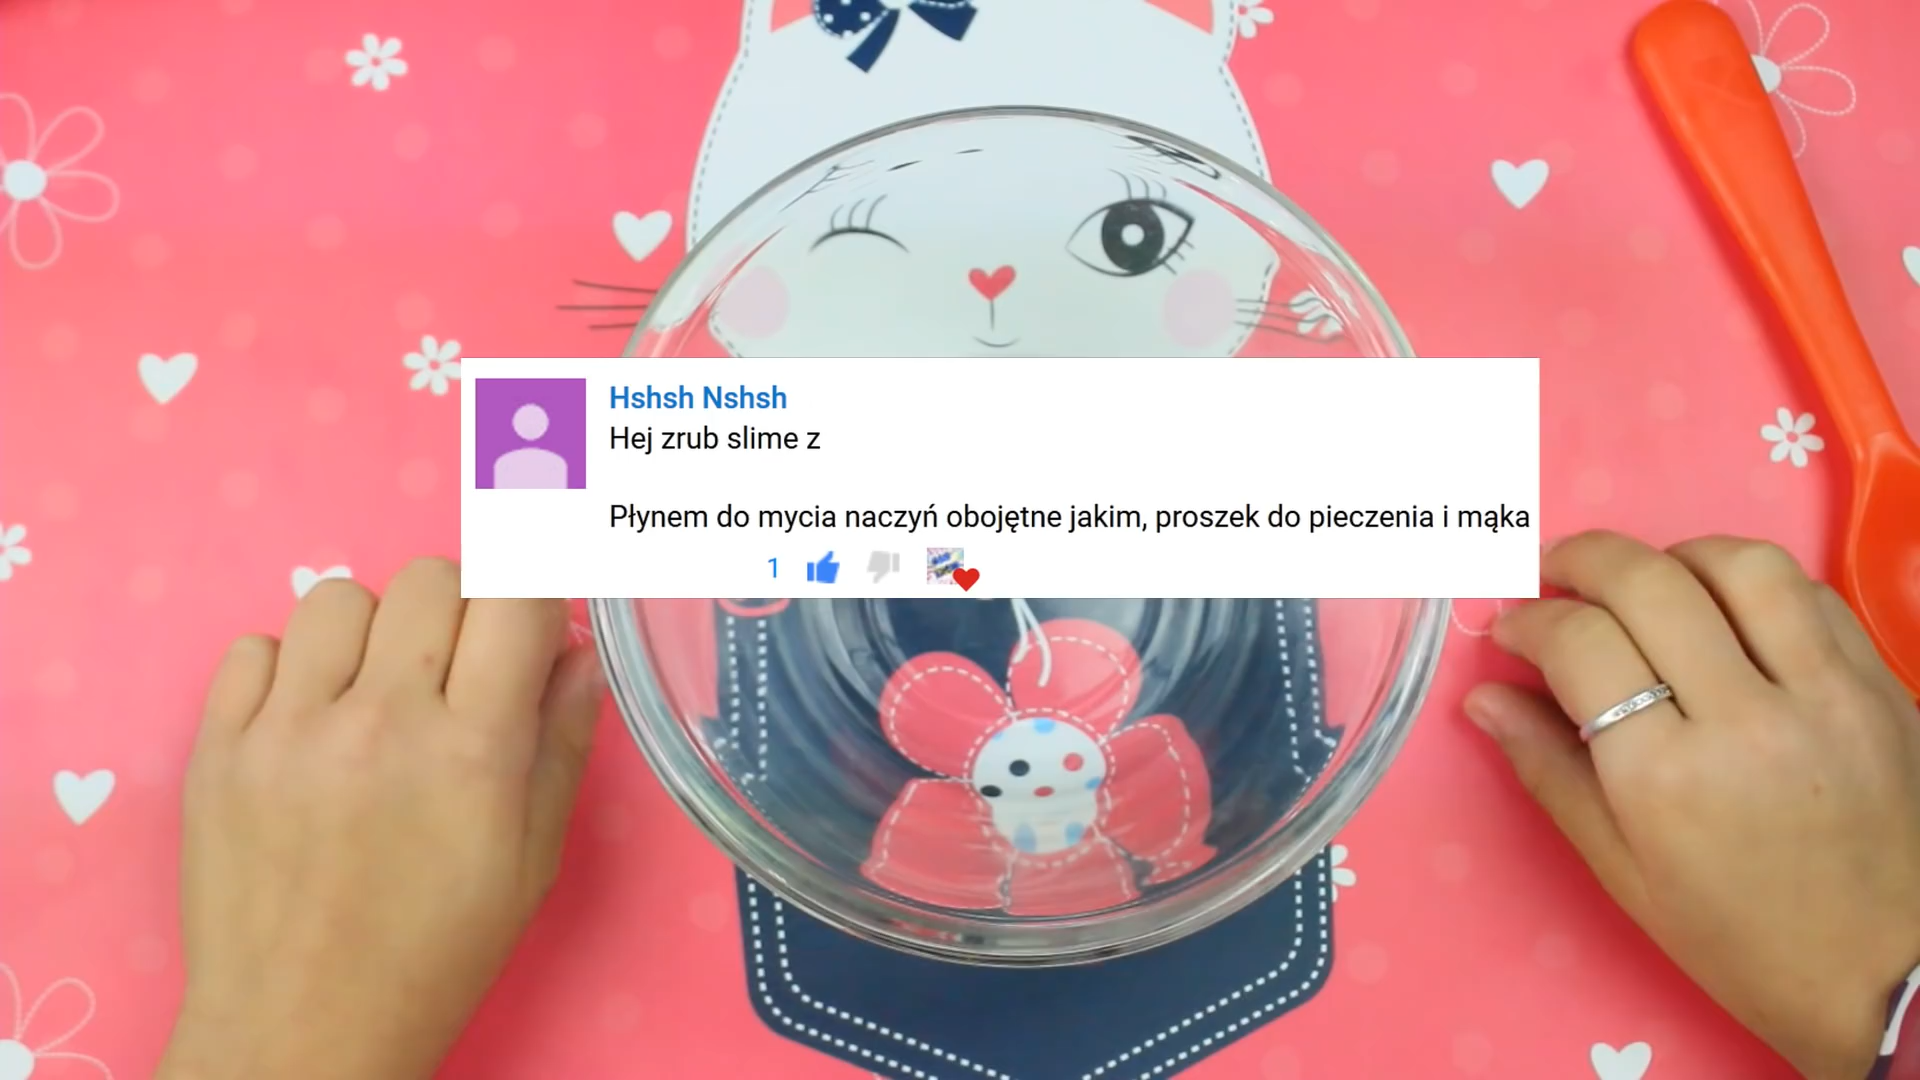 Hshsh Nshsh
Hej zrub slime z
Płynem do mycia naczyń obojętne jakim, proszek do pieczenia i mąka
1